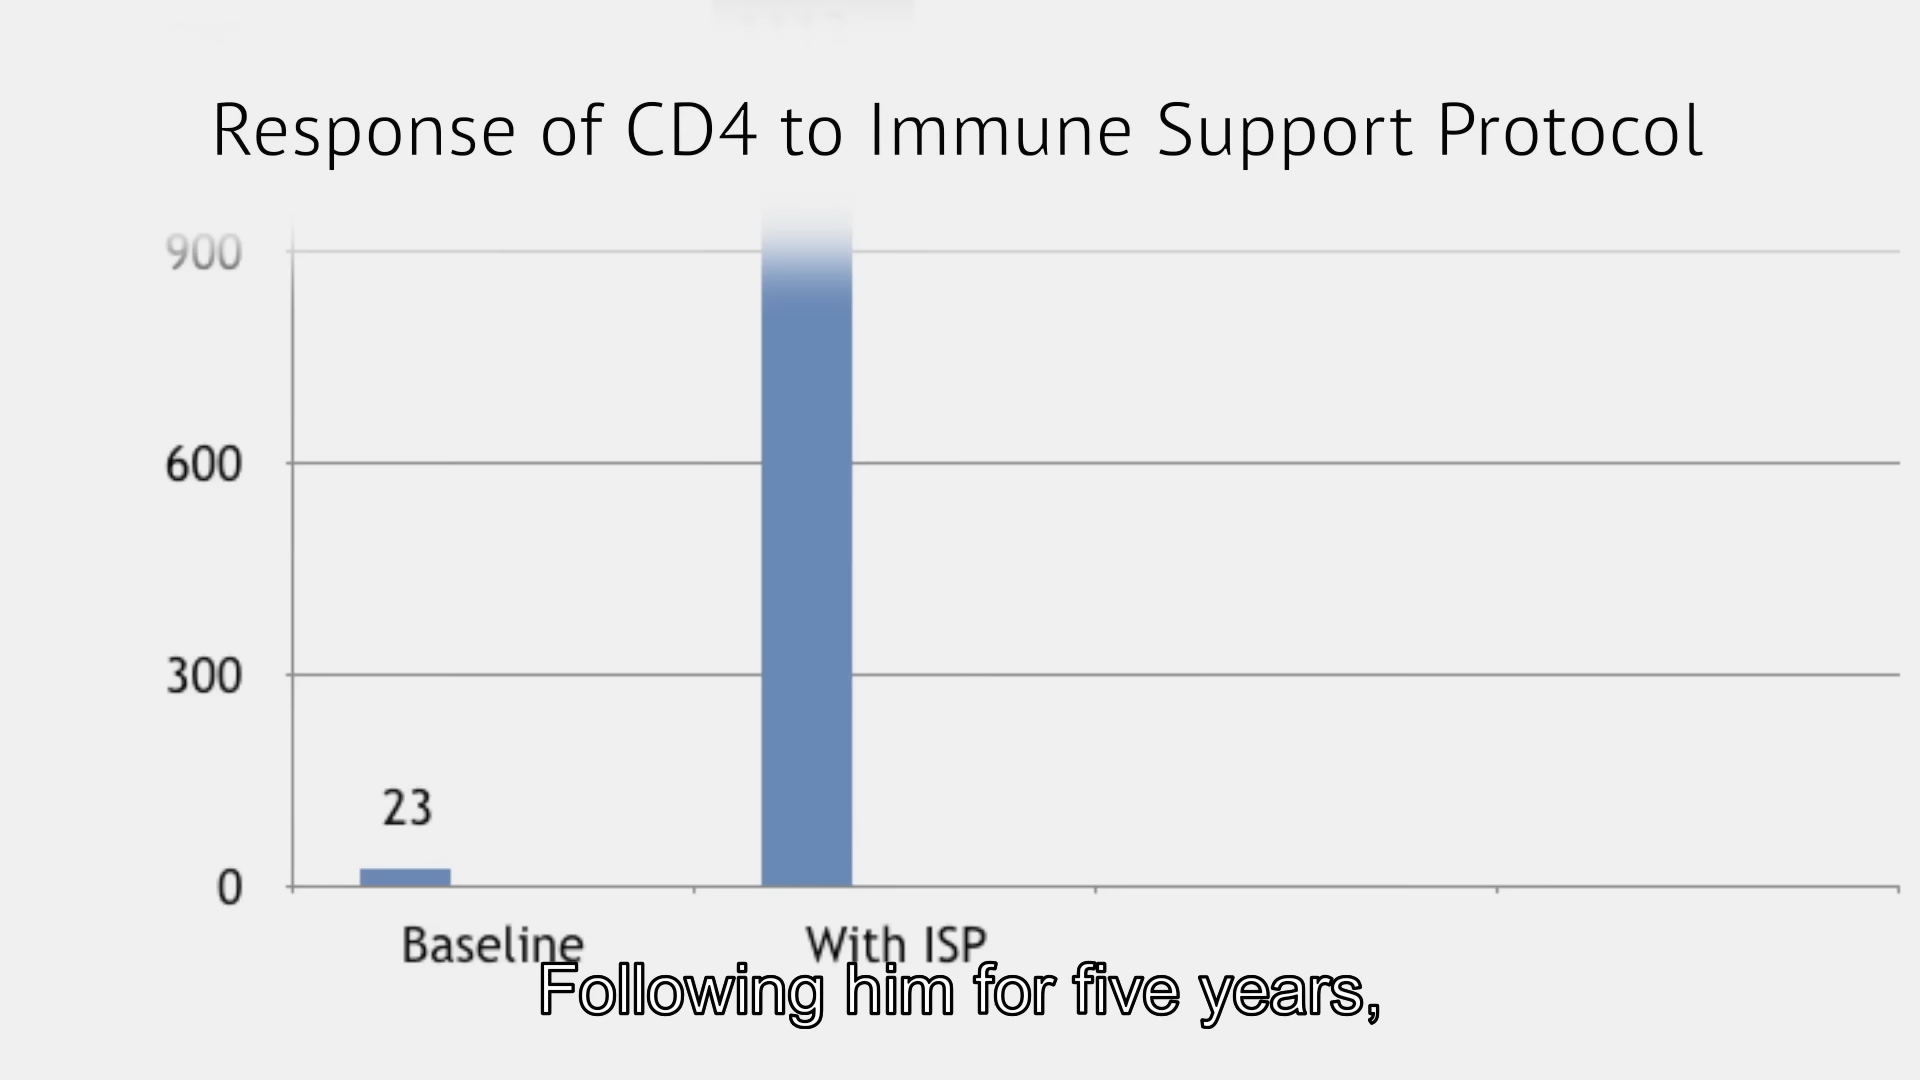 Response of CD4 to Immune Support Protocol
900
600
300
23
0
Baseline With ISP
Following him for five years,